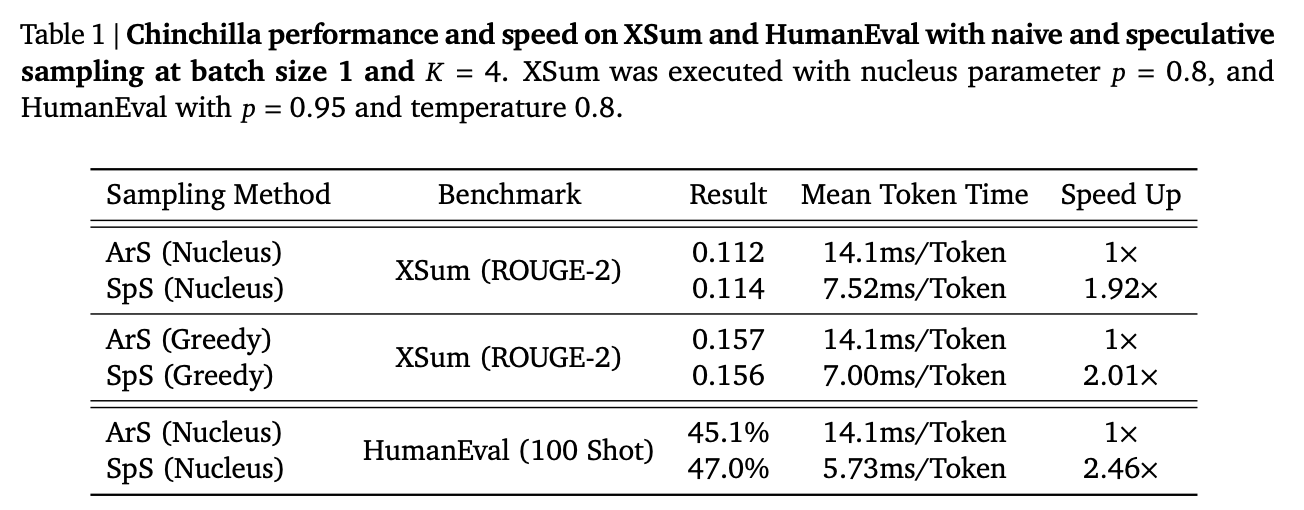 Table 1 | Chinchilla performance and speed on XSum and HumanEval with naive and speculative
sampling at batch size 1 and K = 4. XSum was executed with nucleus parameter p = 0.8, and
HumanEval with p = 0.95 and temperature 0.8.
Sampling Method Benchmark Result Mean Token Time Speed Up
ArS (Nucleus) XSum (ROUGE-2) 0.112 14.1ms/Token 1×
SpS (Nucleus) 0.114 7.52ms/Token 1.92×
ArS (Greedy) XSum (ROUGE-2) 0.157 14.1ms/Token 1×
SpS (Greedy) 0.156 7.00ms/Token 2.01×
ArS (Nucleus) HumanEval (100 Shot) 45.1% 14.1ms/Token 1×
SpS (Nucleus) 47.0% 5.73ms/Token 2.46×